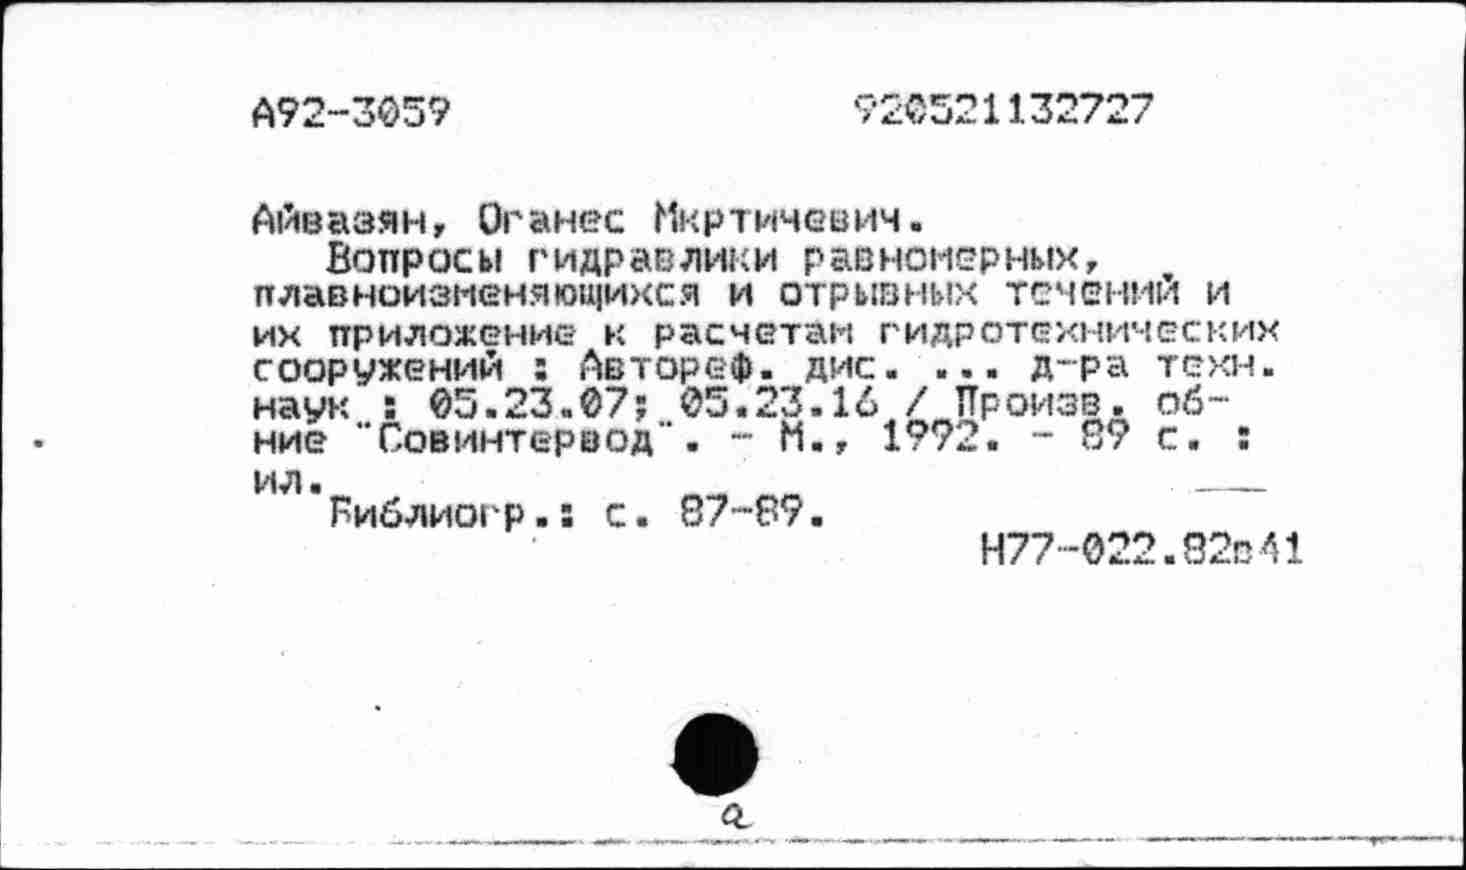 А92-3059 920521132727
Айвазян, Оганес Мкртичевич.
Вопросы гидравлики равномерных,
плавноизменяющихся и отрывных течений и
их приложение к расчетам гидротехнических
сооружений : Автореф. дис. ... д-ра техн.
наук : 05.23.07; 05.23.16 / Произв. об-
ние "Совинтервод". - М., 1992. - 89 с. :
ил.
Библиогр.: с. 87-89.
Н77-022.82в41
а